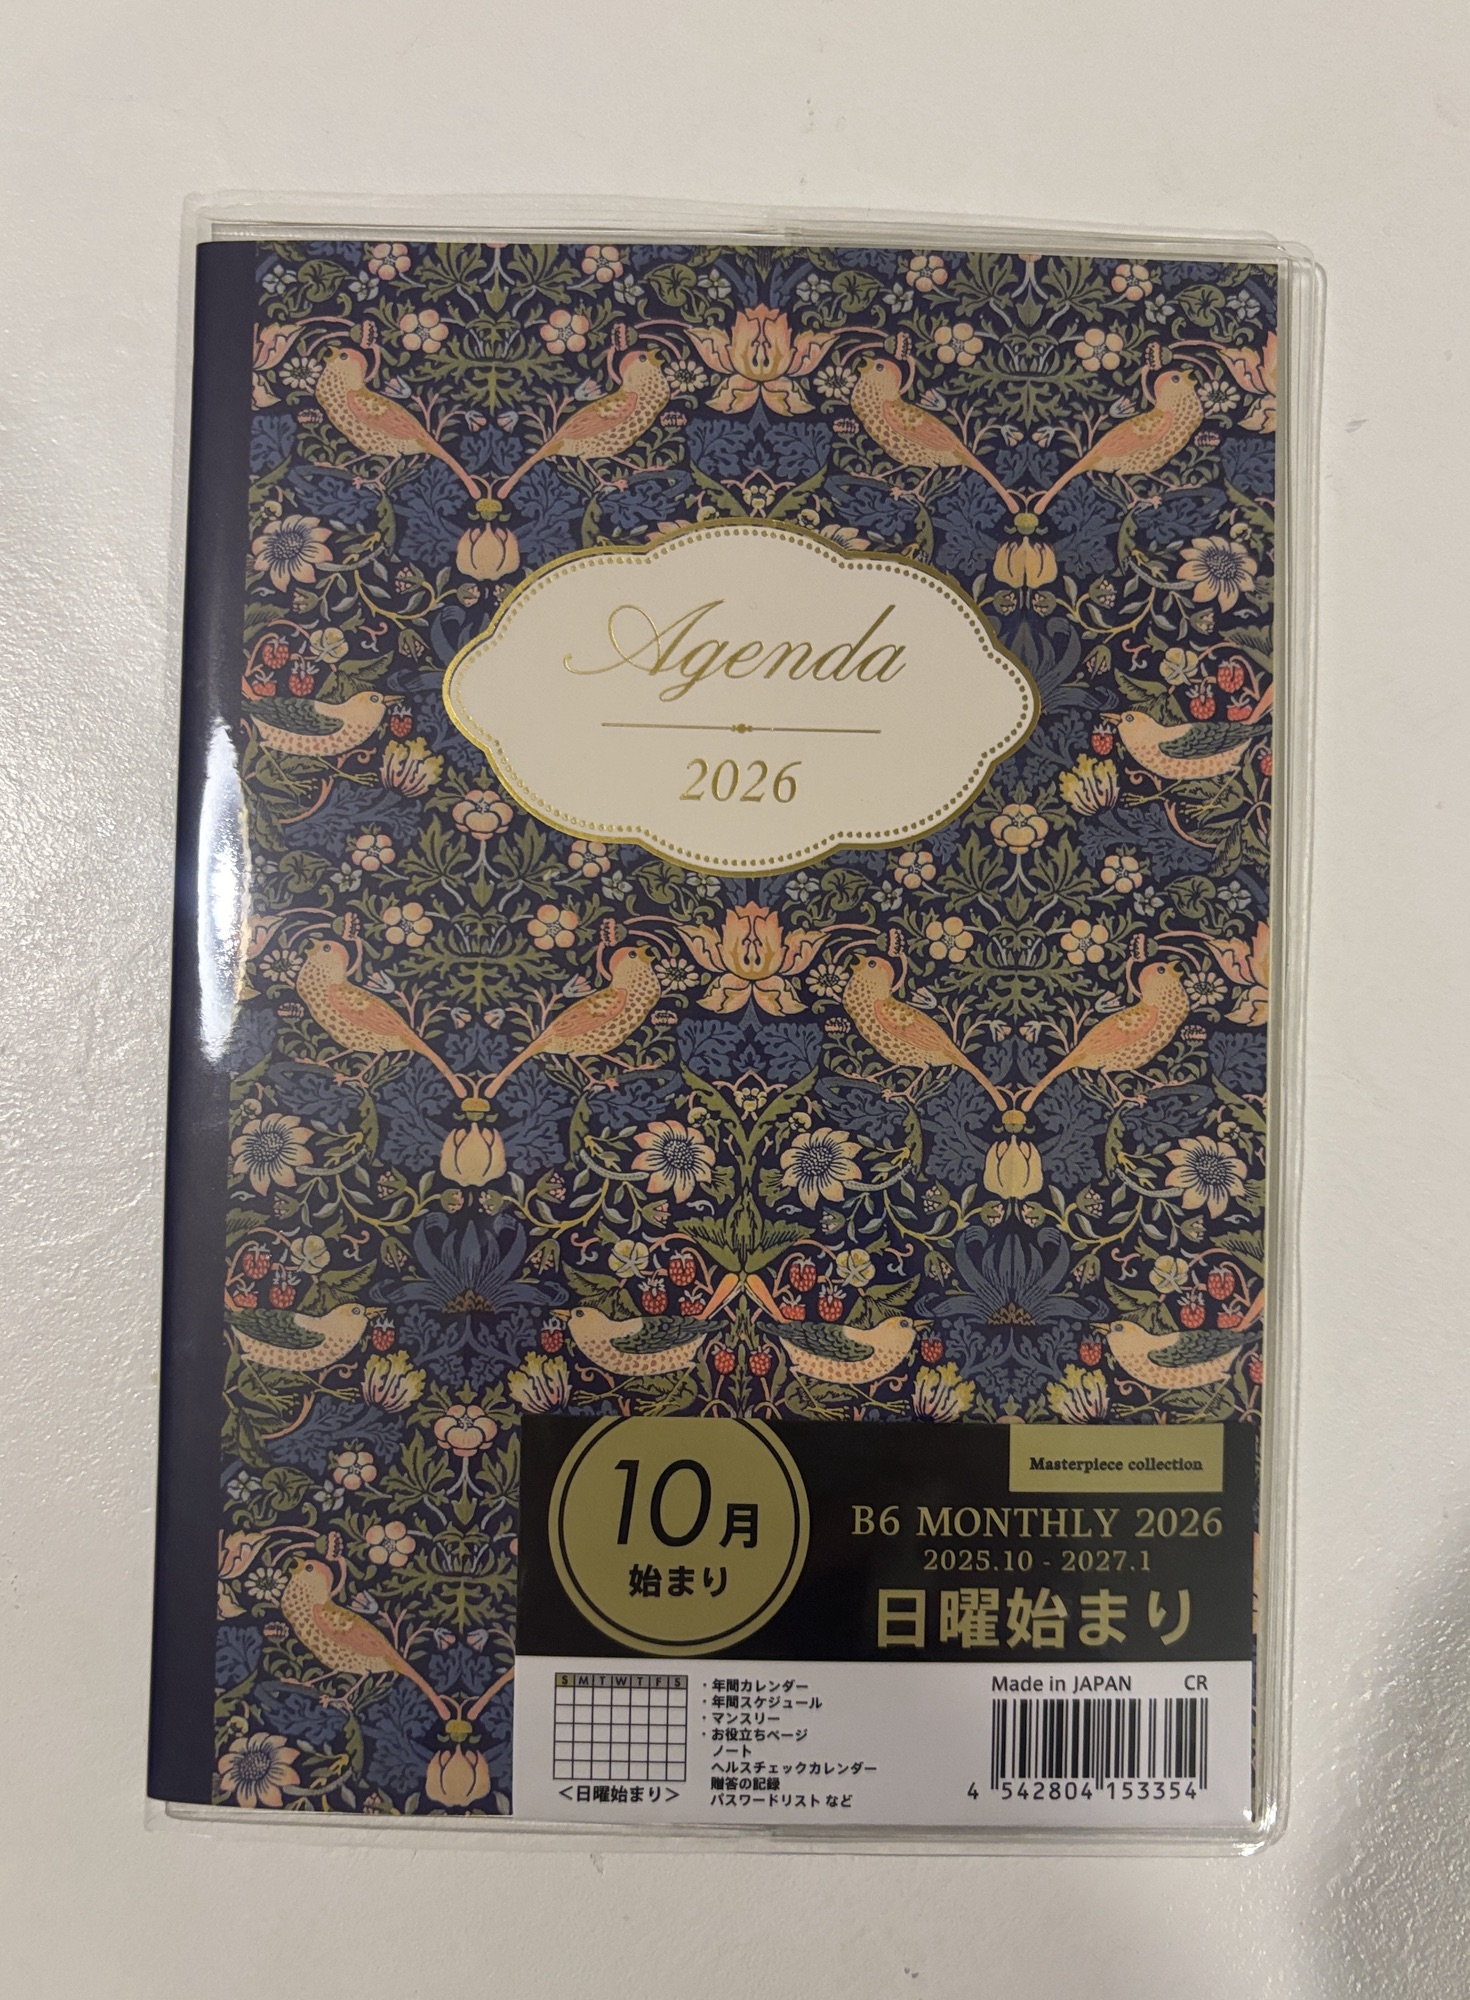 Agenda
2026
10月
始まり
Masterpiece collection
B6 MONTHLY 2026
2025.10 - 2027.1
日曜始まり
S M T W T F S
<日曜始まり>
・年間カレンダー
・年間スケジュール
・マンスリー
・お役立ちページ
ノート
ヘルスチェックカレンダー
贈答の記録
パスワードリスト など
Made in JAPAN CR
4 542804 153354